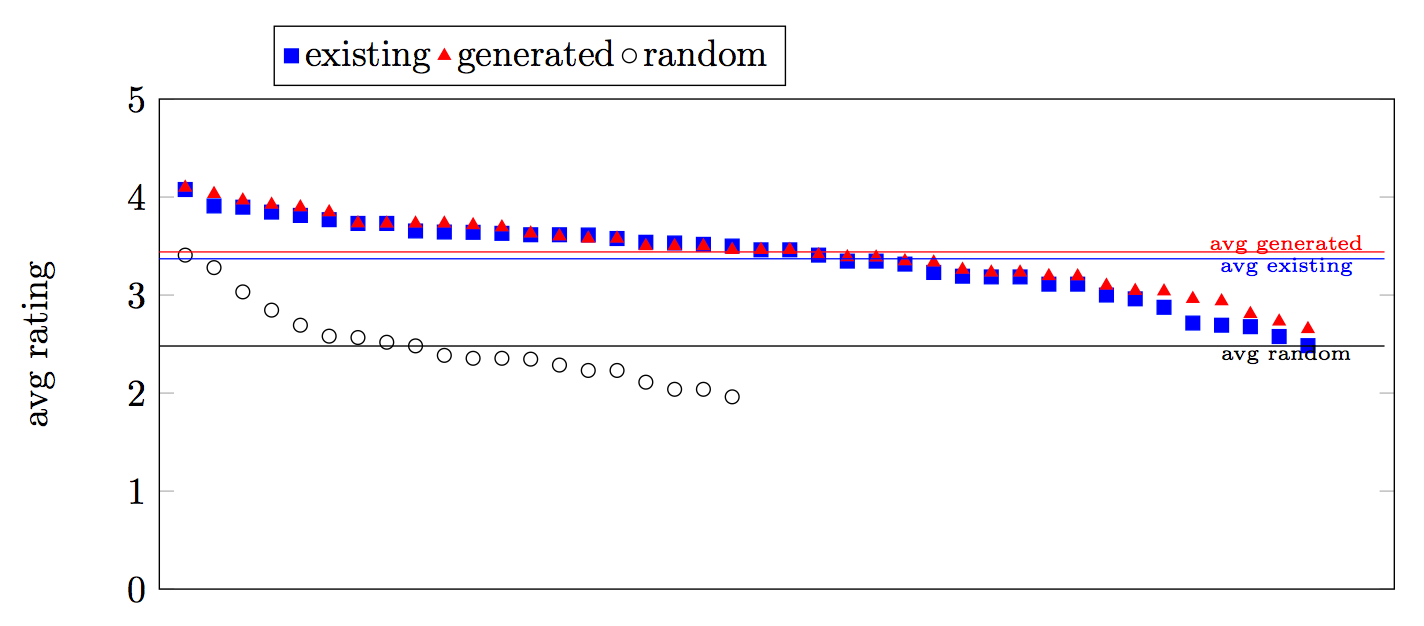 existing generated random
5
4
3
2
1
0
avg rating
avg generated
avg existing
avg random